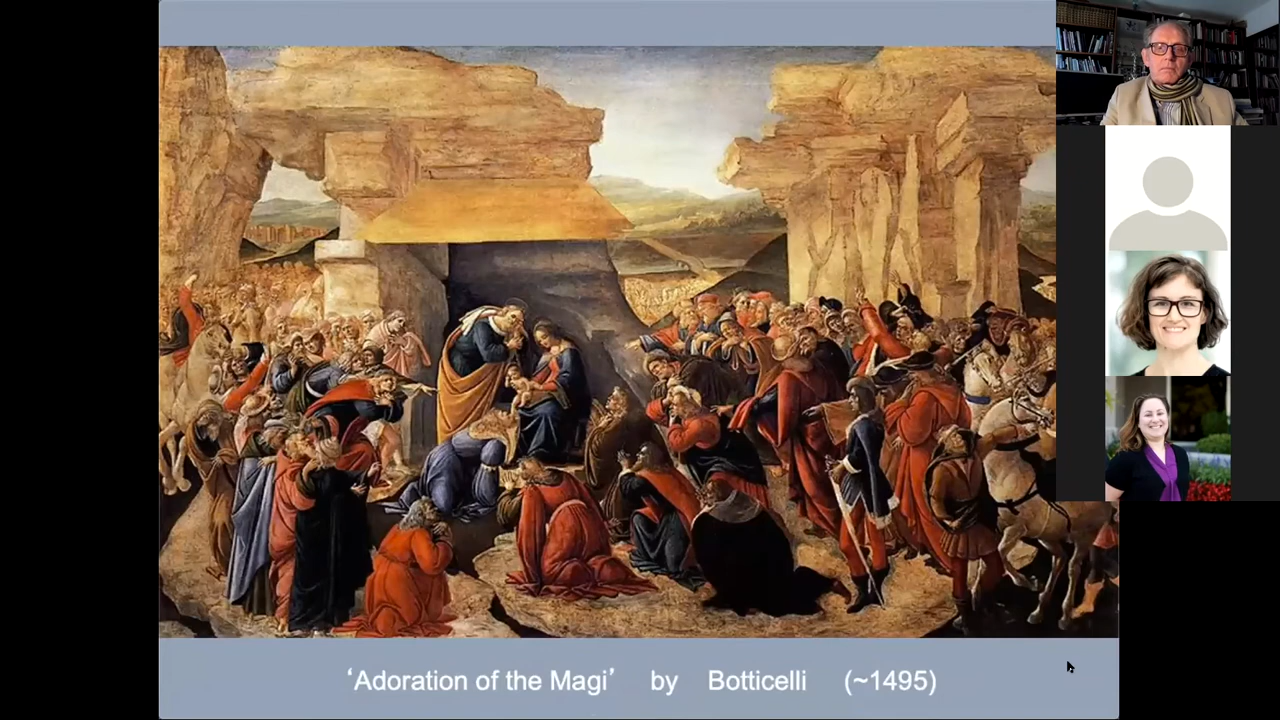 ‘Adoration of the Magi’ by Botticelli (~1495)